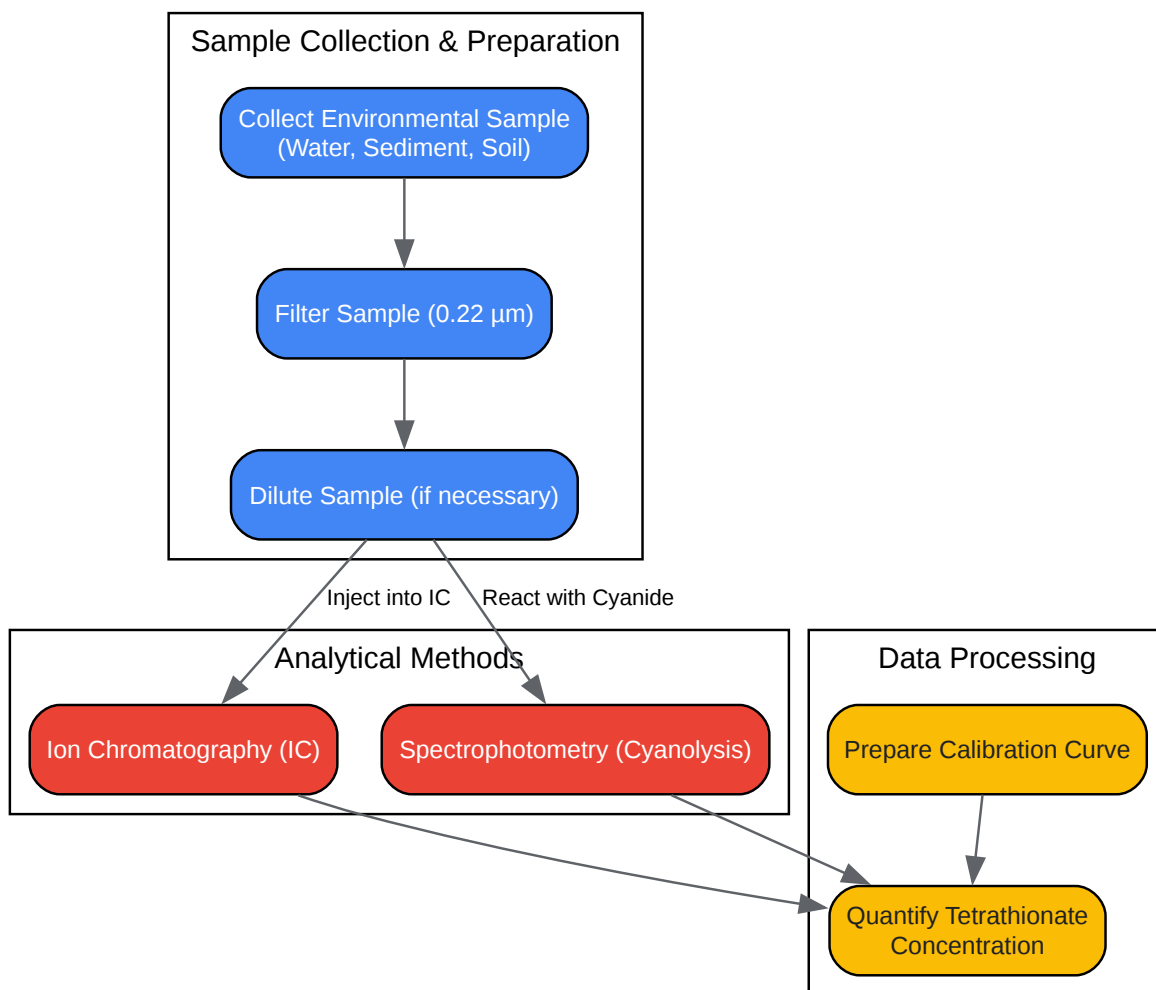 Sample Collection & Preparation
Collect Environmental Sample
(Water, Sediment, Soil)
Filter Sample (0.22 µm)
Dilute Sample (if necessary)
Inject into IC
React with Cyanide
Analytical Methods
Ion Chromatography (IC)
Spectrophotometry (Cyanolysis)
Data Processing
Prepare Calibration Curve
Quantify Tetrathionate
Concentration